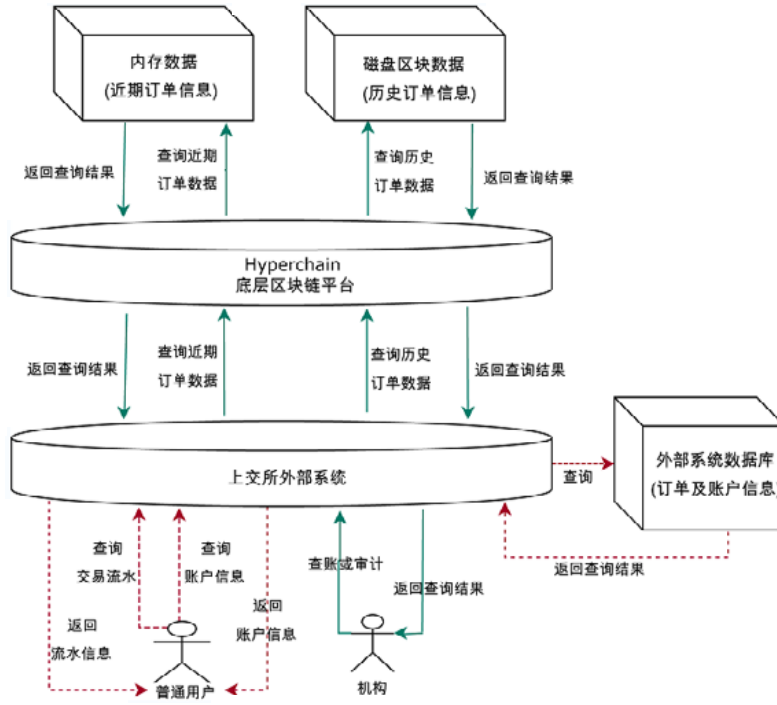 内存数据
(近期订单信息)
磁盘区块数据
(历史订单信息)
返回查询结果
查询近期
订单数据
查询历史
订单数据
返回查询结果
Hyperchain
底层区块链平台
返回查询结果
查询近期
订单数据
查询历史
订单数据
返回查询结果
上交所外部系统
查询
外部系统数据库
(订单及账户信息)
返回查询结果
查询
交易流水
查询
账户信息
查账或审计
返回查询结果
返回
流水信息
返回
账户信息
普通用户
机构